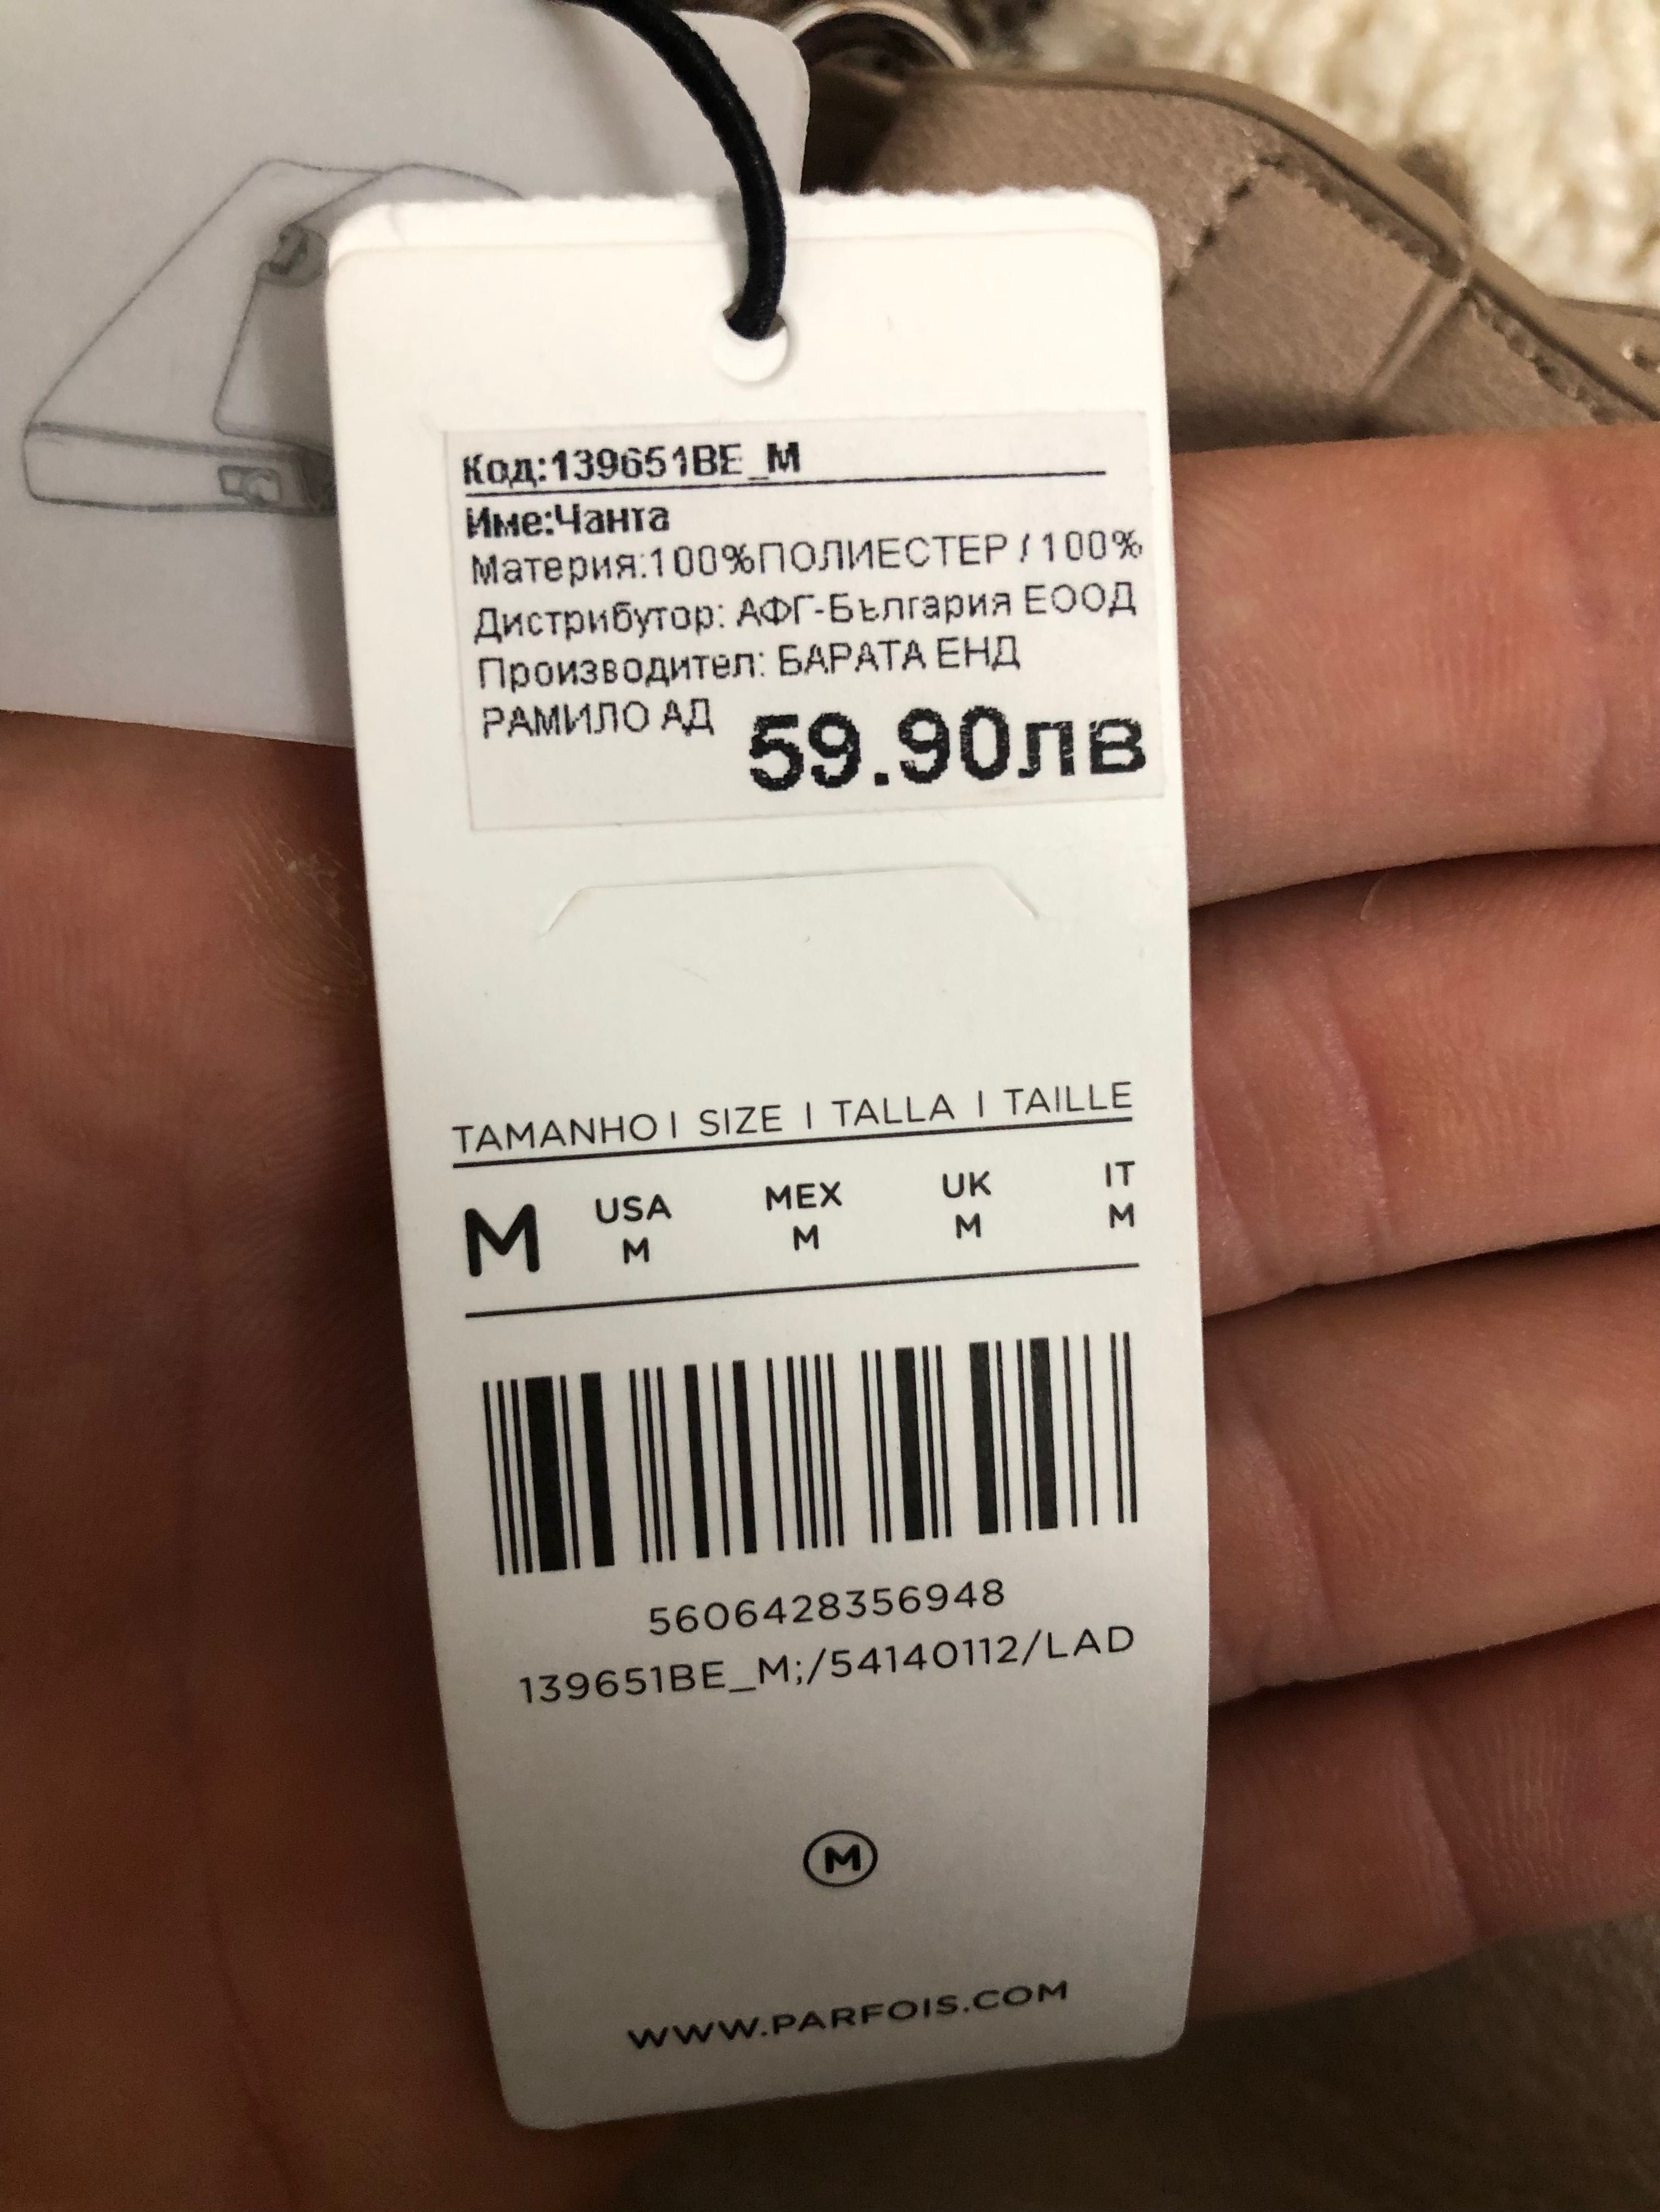 Код:139651BE_M
Име:Чанта
Материя:100%ПОЛИЕСТЕР / 100%
Дистрибутор: АФГ-България ЕООД
Производител: БАРАТА ЕНД
РАМИЛО АД
59.90лв
TAMANHO I SIZE I TALLA I TAILLE
M USA MEX UK IT
M M M M
5606428356948
139651BE_M;/54140112/LAD
M
WWW.PARFOIS.COM